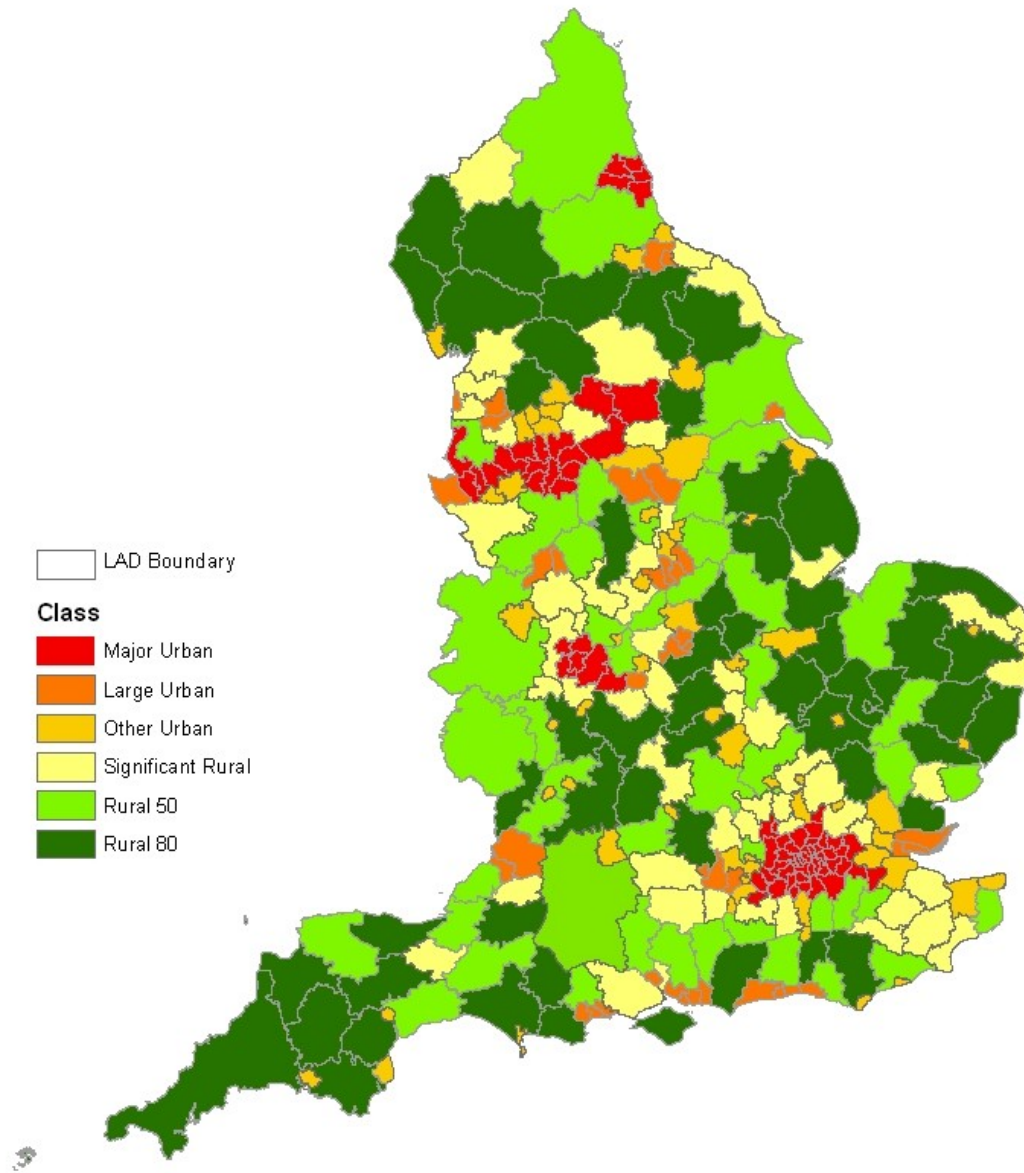 LAD Boundary
Class
Major Urban
Large Urban
Other Urban
Significant Rural
Rural 50
Rural 80